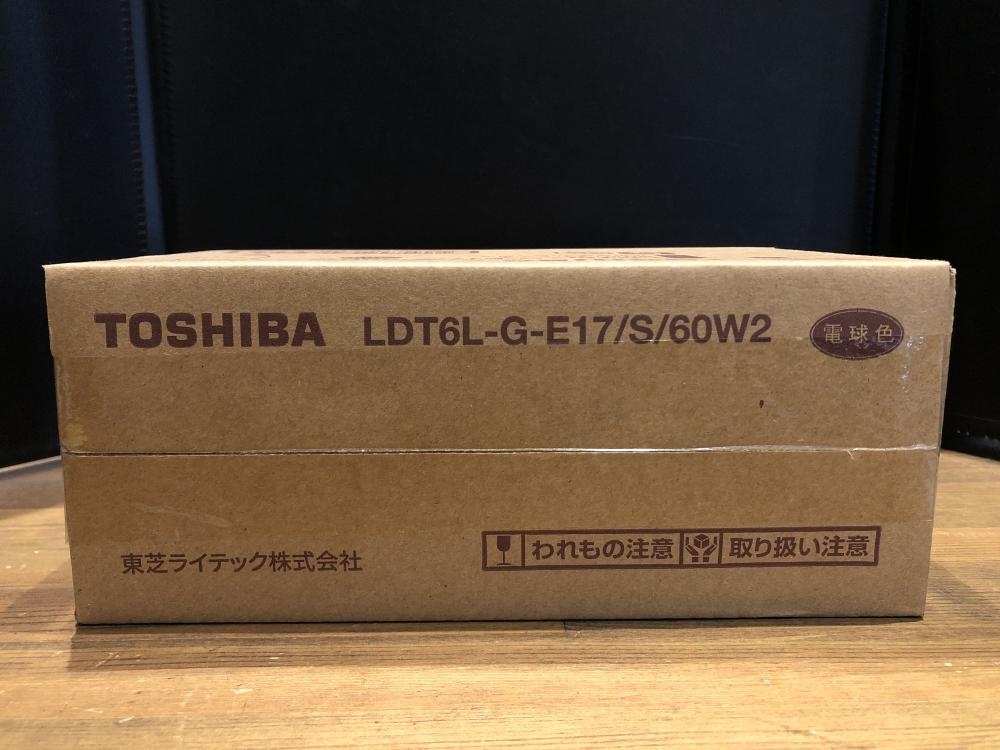 TOSHIBA LDT6L-G-E17/S/60W2 電球色
東芝ライテック株式会社 われもの注意 取り扱い注意